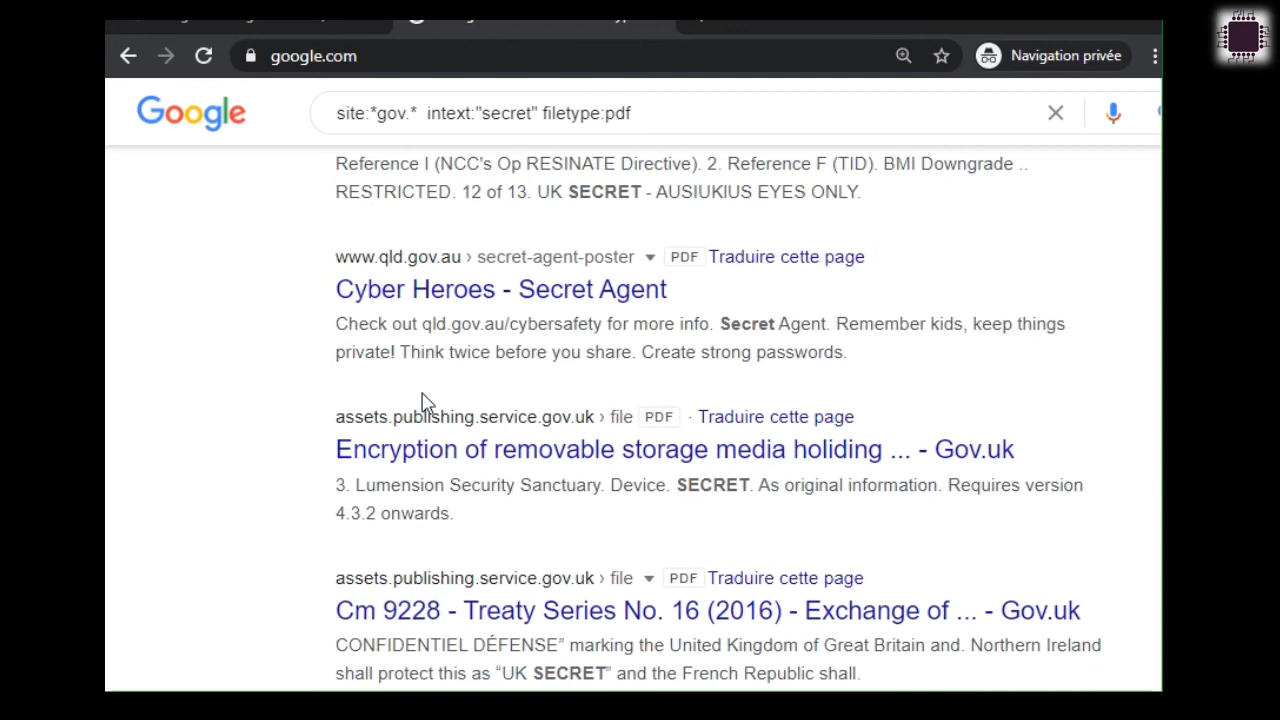 google.com
Navigation privée
Google
site:*gov.* intext:"secret" filetype:pdf
Reference I (NCC's Op RESINATE Directive). 2. Reference F (TID). BMI Downgrade ..
RESTRICTED. 12 of 13. UK SECRET - AUSIUKIUS EYES ONLY.
www.qld.gov.au › secret-agent-poster PDF Traduire cette page
Cyber Heroes - Secret Agent
Check out qld.gov.au/cybersafety for more info. Secret Agent. Remember kids, keep things
private! Think twice before you share. Create strong passwords.
assets.publishing.service.gov.uk › file PDF · Traduire cette page
Encryption of removable storage media holiding ... - Gov.uk
3. Lumension Security Sanctuary. Device. SECRET. As original information. Requires version
4.3.2 onwards.
assets.publishing.service.gov.uk › file PDF Traduire cette page
Cm 9228 - Treaty Series No. 16 (2016) - Exchange of ... - Gov.uk
CONFIDENTIEL DÉFENSE” marking the United Kingdom of Great Britain and. Northern Ireland
shall protect this as “UK SECRET” and the French Republic shall.